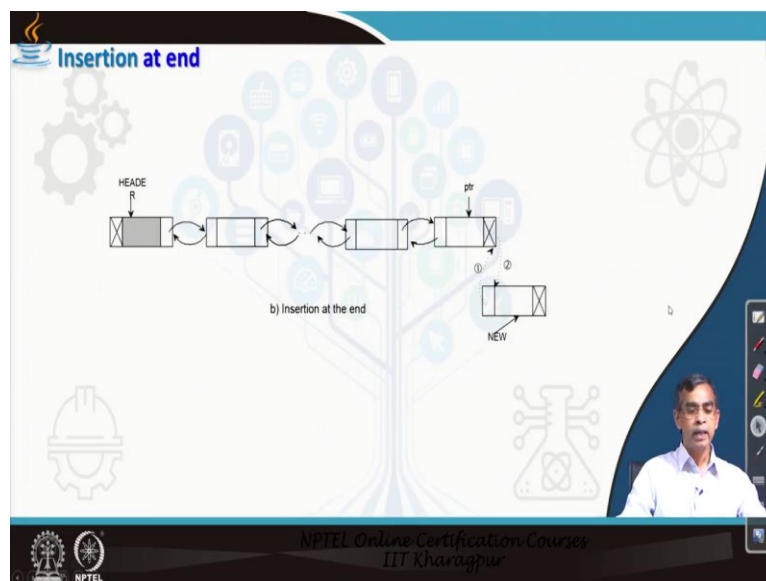 Insertion at end
HEADE
R
ptr
①
②
b) Insertion at the end
NEW
NPTEL Online Certification Courses
IIT Kharagpur
NPTEL